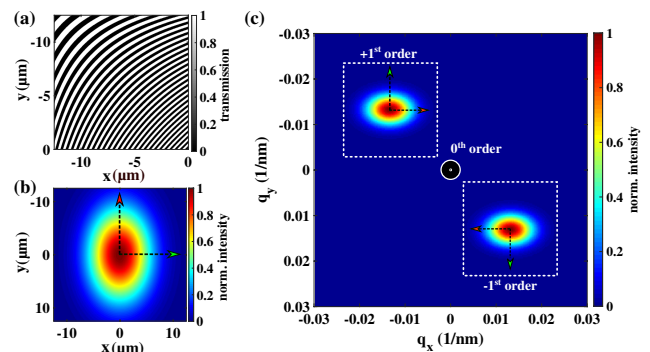 (a)
-10
-5
0
y (μm)
-10
-5
0
x (μm)
1
0.8
0.6
0.4
0.2
0
transmission
(b)
-10
0
10
y(μm)
-10
0
10
x(μm)
1
0.8
0.6
0.4
0.2
0
norm. intensity
(c)
-0.03
-0.02
-0.01
0
0.01
0.02
0.03
q_y (1/nm)
+1st order
0th order
-1st order
-0.03
-0.01
0
0.01
0.03
q_x (1/nm)
1
0.8
0.6
0.4
0.2
0
norm. intensity